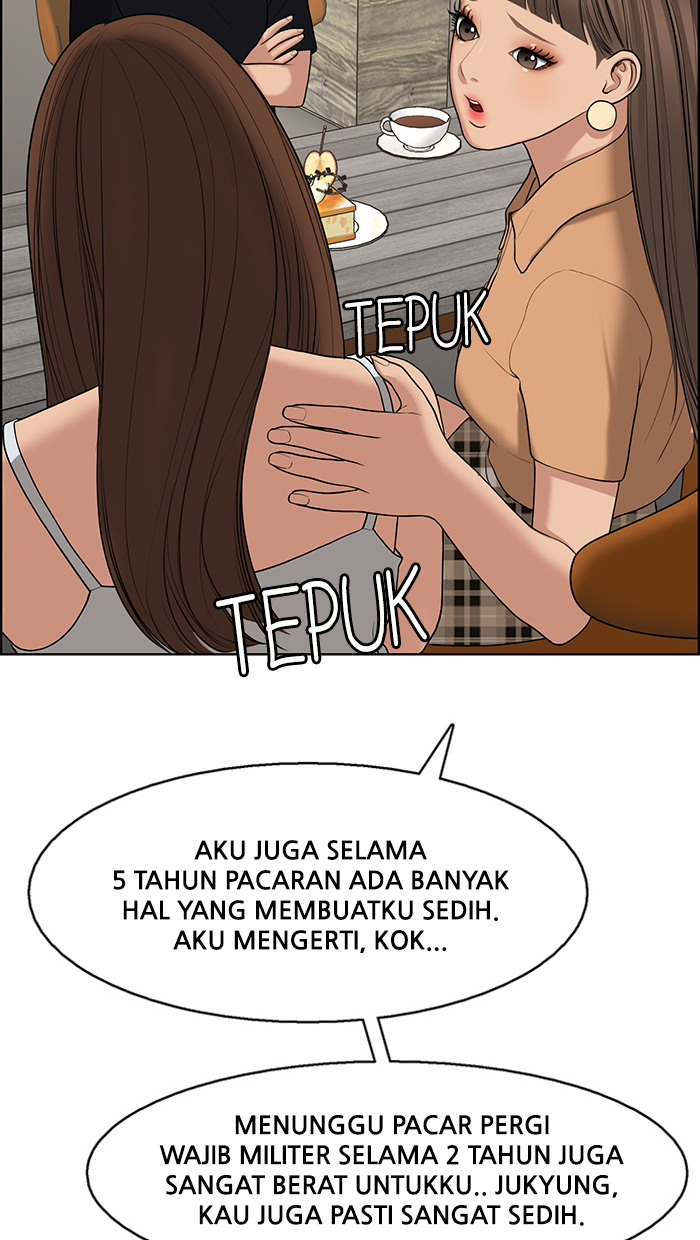 TEPUK
TEPUK
AKU JUGA SELAMA
5 TAHUN PACARAN ADA BANYAK
HAL YANG MEMBUATKU SEDIH.
AKU MENGERTI, KOK...
MENUNGGU PACAR PERGI
WAJIB MILITER SELAMA 2 TAHUN JUGA
SANGAT BERAT UNTUKKU.. JUKYUNG,
KAU JUGA PASTI SANGAT SEDIH.